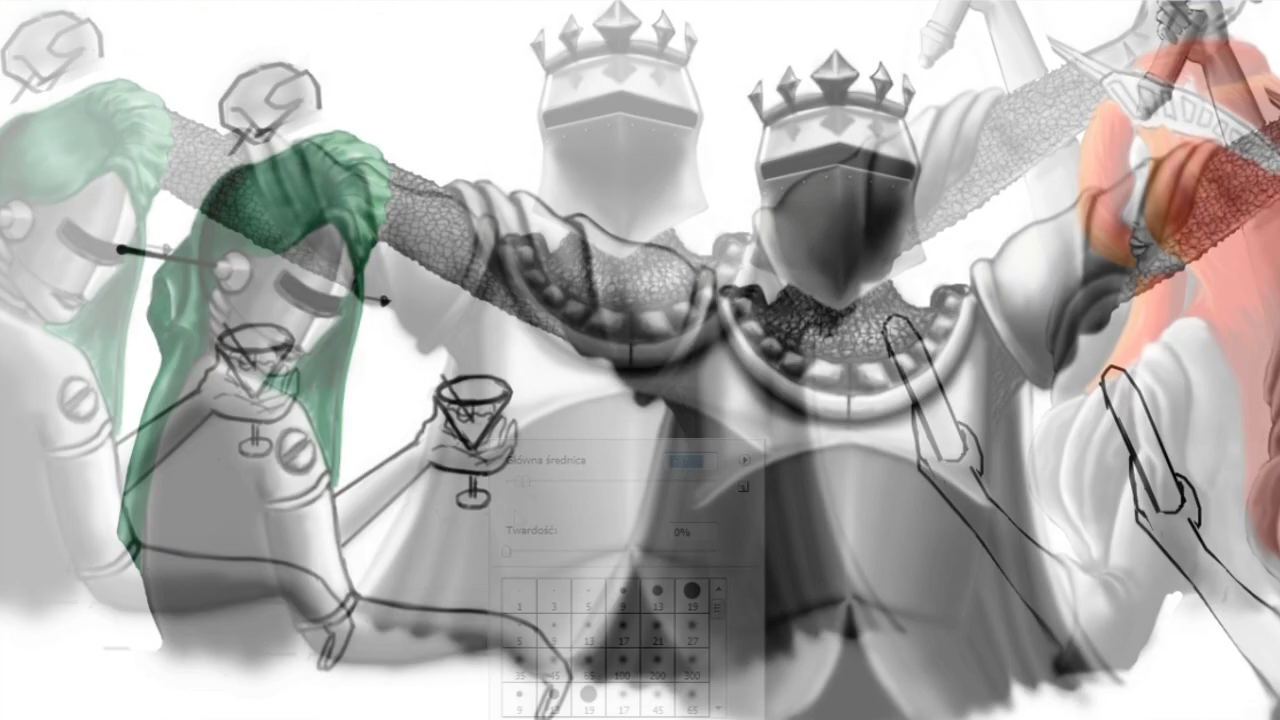 Główna średnica
Twardość: 0%
1 3 5 9 13 19
5 9 13 17 21 27
35 45 65 100 200 300
9 13 19 17 45 65